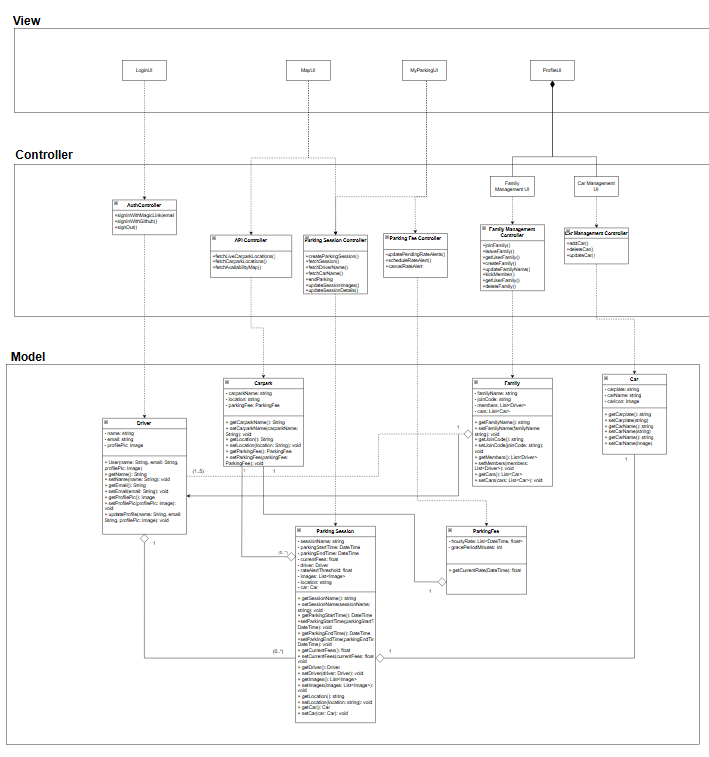 View
LoginUI
MapUI
MyParkingUI
ProfileUI
Controller
Family
Management UI
Car Management
UI
AuthController
+signInWithMagicLink(email
+signInWithGithub()
+signOut()
API Controller
+fetchLiveCarparkLocations()
+fetchCarparkLocations()
+fetchAvailabilityMap()
Parking Session Controller
+createParkingSession()
+fetchSession()
+fetchDriverName()
+fetchCarName()
+endParking
+updateSessionImages()
+updateSessionDetails()
Parking Fee Controller
+updatePendingRateAlerts()
+scheduleRateAlert()
+cancelRateAlert
Family Management
Controller
+joinFamily()
+leaveFamily()
+getUserFamily()
+createFamily()
+updateFamilyName()
+kickMember()
+getUserFamily()
+deleteFamily()
Car Management Controller
+addCar()
+deleteCar()
+updateCar()
Model
Driver
- name: string
- email: string
- profilePic: Image
+ User(name: String, email: String,
profilePic: Image)
+ getName(): String
+ setName(name: String): void
+ getEmail(): String
+ setEmail(email: String): void
+ getProfilePic(): Image
+ setProfilePic(profilePic: Image):
void
+ updateProfile(name: String, email:
String, profilePic: Image): void
Carpark
- carparkName: string
- location: string
- parkingFee: ParkingFee
+ getCarparkName(): String
+ setCarparkName(carparkName:
String): void
+ getLocation(): String
+ setLocation(location: String): void
+ getParkingFee(): ParkingFee
+ setParkingFee(parkingFee:
ParkingFee): void
Family
- familyName: string
- joinCode: string
- members: List<Driver>
- cars: List<Car>
+ getFamilyName(): string
+ setFamilyName(familyName:
string): void
+ getJoinCode(): string
+ setJoinCode(joinCode: string):
void
+ getMembers(): List<Driver>
+ setMembers(members:
List<Driver>): void
+ getCars(): List<Car>
+ setCars(cars: List<Car>): void
Car
- carplate: string
- carName: string
- carIcon: Image
+ getCarplate(): string
+ setCarplate(string)
+ getCarName(): string
+ setCarName(string)
+ getCarName(): string
+ setCarName(Image)
1
1
1
(1..5)
1
1
(0..*)
1
(0..*)
1
Parking Session
- sessionName: string
- parkingStartTime: DateTime
- parkingEndTime: DateTime
- currentFees: float
- driver: Driver
- rateAlertThreshold: float
- images: List<Image>
- location: string
- car: Car
+ getSessionName(): string
+ setSessionName(sessionName:
string): void
+ getParkingStartTime(): DateTime
+setParkingStartTime(parkingStartT
DateTime): void
+ getParkingEndTime(): DateTime
+setParkingEndTime(parkingEndTir
DateTime): void
+ getCurrentFees(): float
+ setCurrentFees(currentFees: float
void
+ getDriver(): Driver
+ setDriver(driver: Driver): void
+ getImages(): List<Image>
+ setImages(images: List<Image>):
void
+ getLocation(): string
+ setLocation(location: string): void
+ getCar(): Car
+ setCar(car: Car): void
ParkingFee
- hourlyRate: List<DateTime, float>
- gracePeriodMinutes: int
+ getCurrentRate(DateTime): float